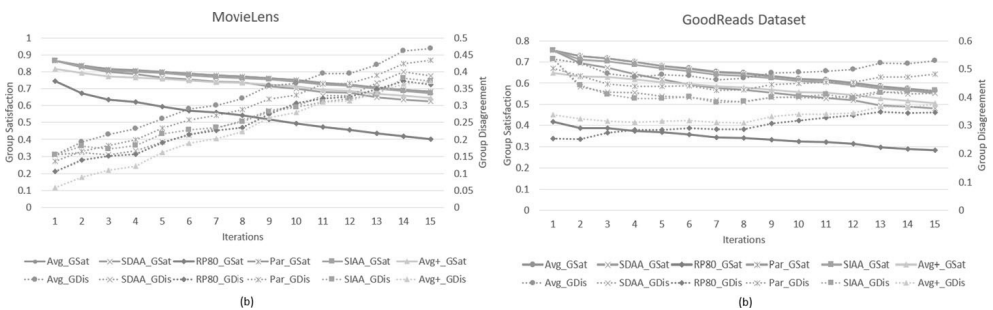 MovieLens
1
0.9
0.8
0.7
0.6
0.5
0.4
0.3
0.2
0.1
0
Group Satisfaction
0.5
0.45
0.4
0.35
0.3
0.25
0.2
0.15
0.1
0.05
0
Group Disagreement
1 2 3 4 5 6 7 8 9 10 11 12 13 14 15
Iterations
Avg_GSat SDAA_GSat RP80_GSat Par_GSat SIAA_GSat Avg+_GSat
Avg_GDis SDAA_GDis RP80_GDis Par_GDis SIAA_GDis Avg+_GDis
(b)
GoodReads Dataset
0.8
0.7
0.6
0.5
0.4
0.3
0.2
0.1
0
Group Satisfaction
0.6
0.5
0.4
0.3
0.2
0.1
0
Group Disagreement
1 2 3 4 5 6 7 8 9 10 11 12 13 14 15
Iterations
Avg_GSat SDAA_GSat RP80_GSat Par_GSat SIAA_GSat Avg+_GSat
Avg_GDis SDAA_GDis RP80_GDis Par_GDis SIAA_GDis Avg+_GDis
(b)